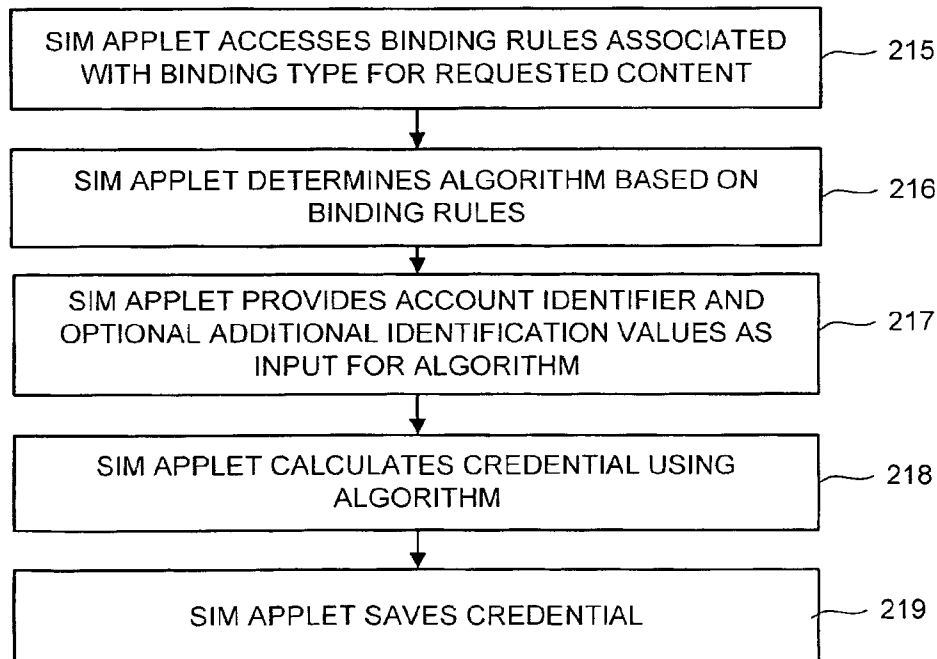 SIM APPLET ACCESSES BINDING RULES ASSOCIATED
WITH BINDING TYPE FOR REQUESTED CONTENT
215
SIM APPLET DETERMINES ALGORITHM BASED ON
BINDING RULES
216
SIM APPLET PROVIDES ACCOUNT IDENTIFIER AND
OPTIONAL ADDITIONAL IDENTIFICATION VALUES AS
INPUT FOR ALGORITHM
217
SIM APPLET CALCULATES CREDENTIAL USING
ALGORITHM
218
SIM APPLET SAVES CREDENTIAL
219